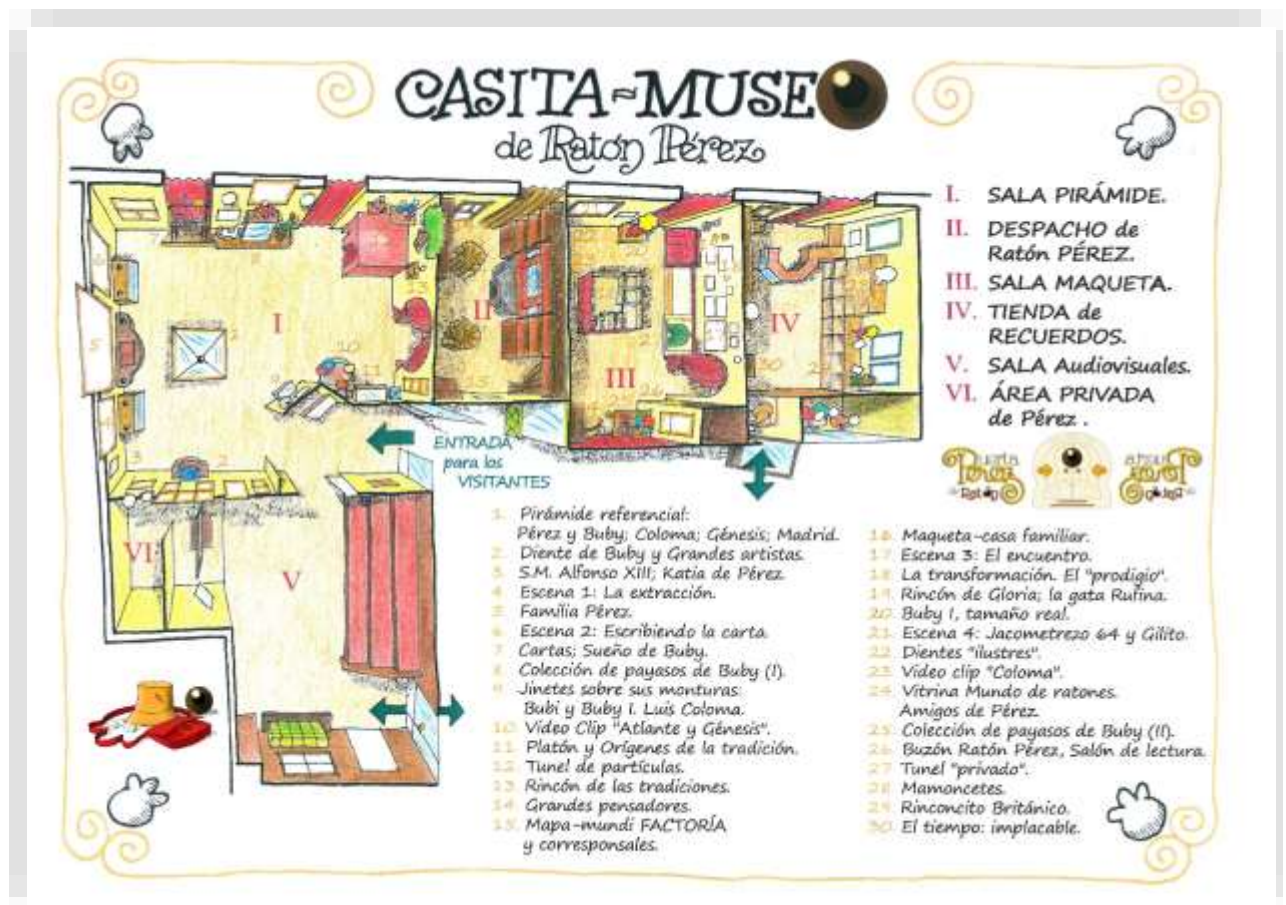 CASITA~MUSEO
de Ratón Pérez
I. SALA PIRÁMIDE.
II. DESPACHO de
Ratón PÉREZ.
III. SALA MAQUETA.
IV. TIENDA de
RECUERDOS.
V. SALA Audiovisuales.
VI. ÁREA PRIVADA
de Pérez.
I
II
III
IV
V
VI
ENTRADA
para los
VISITANTES
1. Pirámide referencial:
Pérez y Buby; Coloma; Génesis; Madrid.
2. Diente de Buby y Grandes artistas.
3. S.M. Alfonso XIII; Katia de Pérez.
4. Escena 1: La extracción.
5. Familia Pérez.
6. Escena 2: Escribiendo la carta.
7. Cartas; Sueño de Buby.
8. Colección de payasos de Buby (I).
9. Jinetes sobre sus monturas:
Bubi y Buby I. Luis Coloma.
10. Video Clip "Atlante y Génesis".
11. Platón y Orígenes de la tradición.
12. Tunel de partículas.
13. Rincón de las tradiciones.
14. Grandes pensadores.
15. Mapa-mundi FACTORÍA
y corresponsales.
16. Maqueta-casa familiar.
17. Escena 3: El encuentro.
18. La transformación. El "prodigio".
19. Rincón de Gloria; la gata Rufina.
20. Buby I, tamaño real.
21. Escena 4: Jacometrezo 64 y Gilito.
22. Dientes "ilustres".
23. Video clip "Coloma".
24. Vitrina Mundo de ratones.
Amigos de Pérez.
25. Colección de payasos de Buby (II).
26. Buzón Ratón Pérez, Salón de lectura.
27. Tunel "privado".
28. Mamoncetes.
29. Rinconcito Británico.
30. El tiempo: implacable.